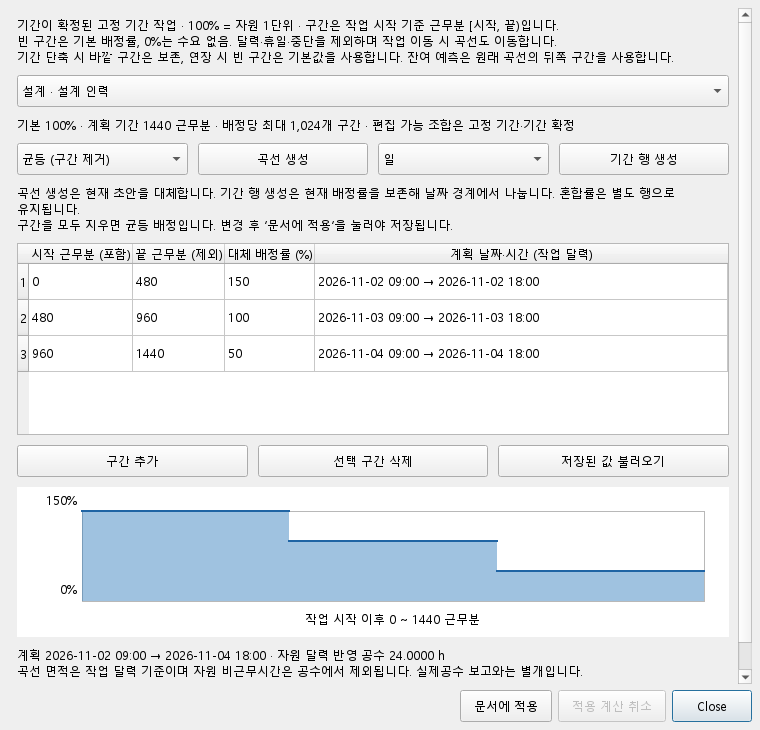 기간이 확정된 고정 기간 작업 · 100% = 자원 1단위 · 구간은 작업 시작 기준 근무분 [시작, 끝)입니다.
빈 구간은 기본 배정률, 0%는 수요 없음. 달력·휴일·중단을 제외하며 작업 이동 시 곡선도 이동합니다.
기간 단축 시 바깥 구간은 보존, 연장 시 빈 구간은 기본값을 사용합니다. 잔여 예측은 원래 곡선의 뒤쪽 구간을 사용합니다.
설계 · 설계 인력
기본 100% · 계획 기간 1440 근무분 · 배정당 최대 1,024개 구간 · 편집 가능 조합은 고정 기간·기간 확정
균등 (구간 제거) 곡선 생성 일 기간 행 생성
곡선 생성은 현재 초안을 대체합니다. 기간 행 생성은 현재 배정률을 보존해 날짜 경계에서 나눕니다. 혼합률은 별도 행으로
유지됩니다.
구간을 모두 지우면 균등 배정입니다. 변경 후 '문서에 적용'을 눌러야 저장됩니다.
시작 근무분 (포함) 끝 근무분 (제외) 대체 배정률 (%) 계획 날짜·시간 (작업 달력)
1 0 480 150 2026-11-02 09:00 → 2026-11-02 18:00
2 480 960 100 2026-11-03 09:00 → 2026-11-03 18:00
3 960 1440 50 2026-11-04 09:00 → 2026-11-04 18:00
구간 추가 선택 구간 삭제 저장된 값 불러오기
150%
0%
작업 시작 이후 0 ~ 1440 근무분
계획 2026-11-02 09:00 → 2026-11-04 18:00 · 자원 달력 반영 공수 24.0000 h
곡선 면적은 작업 달력 기준이며 자원 비근무시간은 공수에서 제외됩니다. 실제공수 보고와는 별개입니다.
문서에 적용 적용 계산 취소 Close